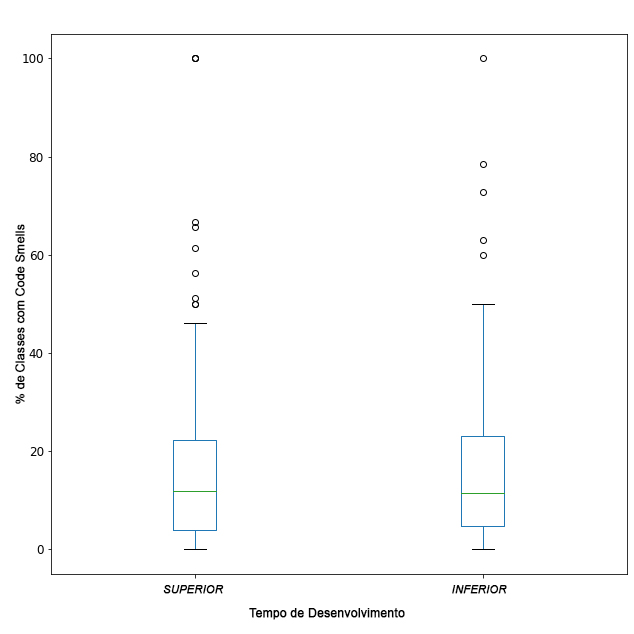 100
80
60
40
20
0
% de Classes com Code Smells
SUPERIOR
INFERIOR
Tempo de Desenvolvimento